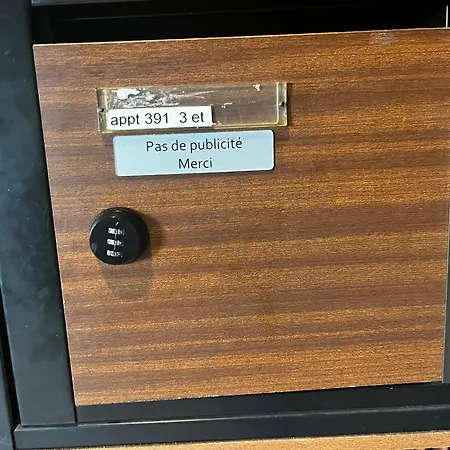 appt 391 3 et
Pas de publicité
Merci